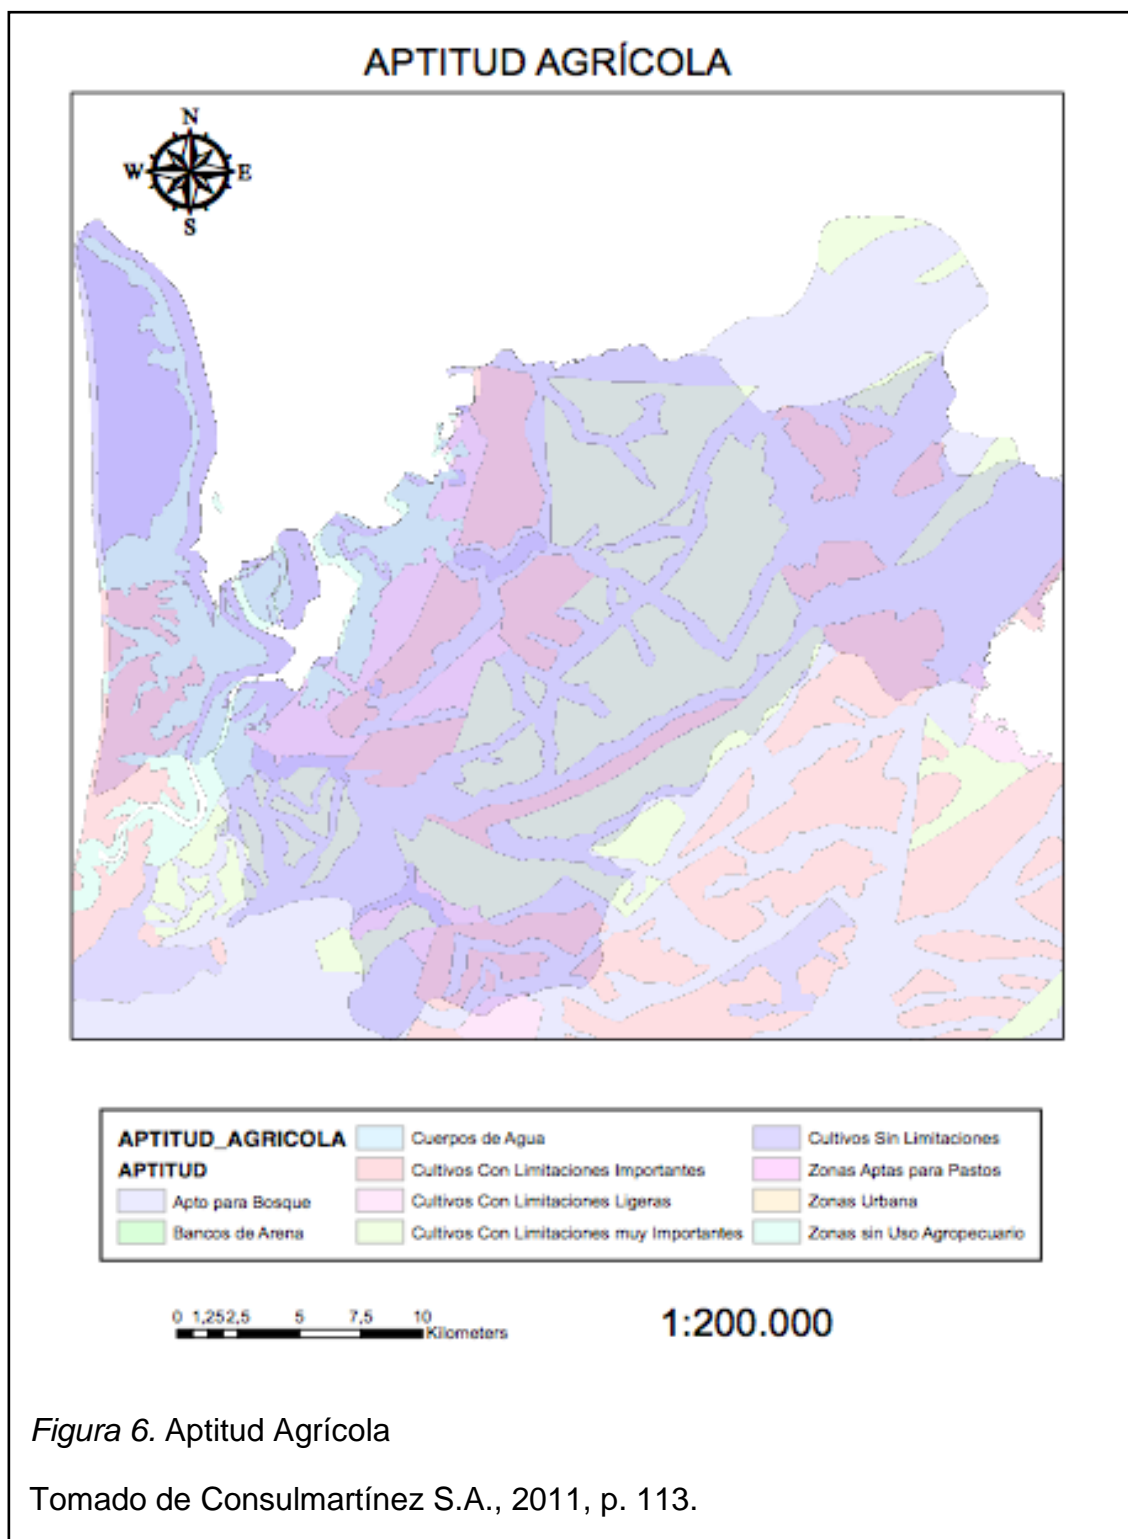 APTITUD AGRÍCOLA
N
W E
S
APTITUD_AGRICOLA
APTITUD
Apto para Bosque
Bancos de Arena
Cuerpos de Agua
Cultivos Con Limitaciones Importantes
Cultivos Con Limitaciones Ligeras
Cultivos Con Limitaciones muy Importantes
Cultivos Sin Limitaciones
Zonas Aptas para Pastos
Zonas Urbana
Zonas sin Uso Agropecuario
0 1,252,5 5 7,5 10
Kilometers
1:200.000
Figura 6. Aptitud Agrícola
Tomado de Consulmartínez S.A., 2011, p. 113.